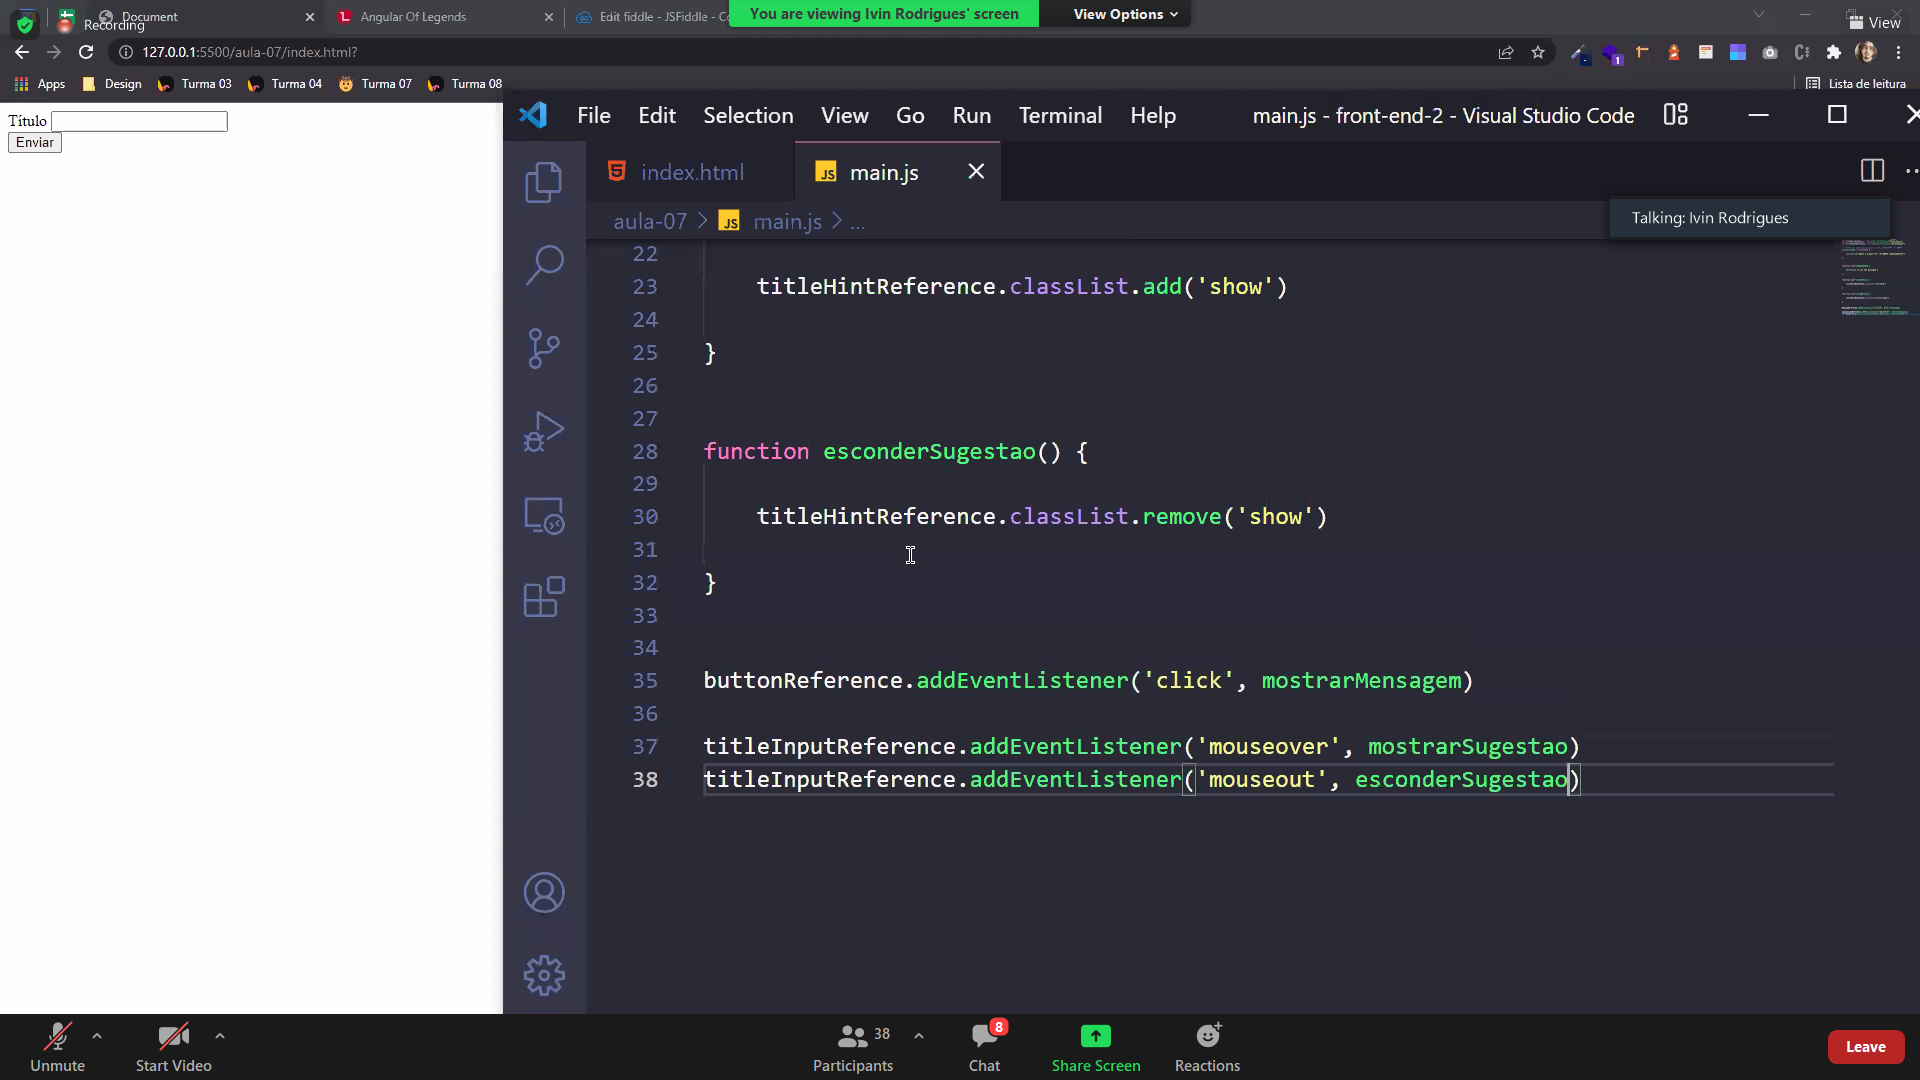 Document
Angular Of Legends
Edit fiddle - JSFiddle - Co
You are viewing Ivin Rodrigues' screen
View Options
Recording
View
127.0.0.1:5500/aula-07/index.html?
1
Apps
Design
Turma 03
Turma 04
Turma 07
Turma 08
Lista de leitura
Título
Enviar
File Edit Selection View Go Run Terminal Help
main.js - front-end-2 - Visual Studio Code
index.html
JS main.js
Talking: Ivin Rodrigues
aula-07 > JS main.js > ...
22
23 titleHintReference.classList.add('show')
24
25 }
26
27
28 function esconderSugestao() {
29
30 titleHintReference.classList.remove('show')
31
32 }
33
34
35 buttonReference.addEventListener('click', mostrarMensagem)
36
37 titleInputReference.addEventListener('mouseover', mostrarSugestao)
38 titleInputReference.addEventListener('mouseout', esconderSugestao)
Unmute
Start Video
38
Participants
8
Chat
Share Screen
Reactions
Leave